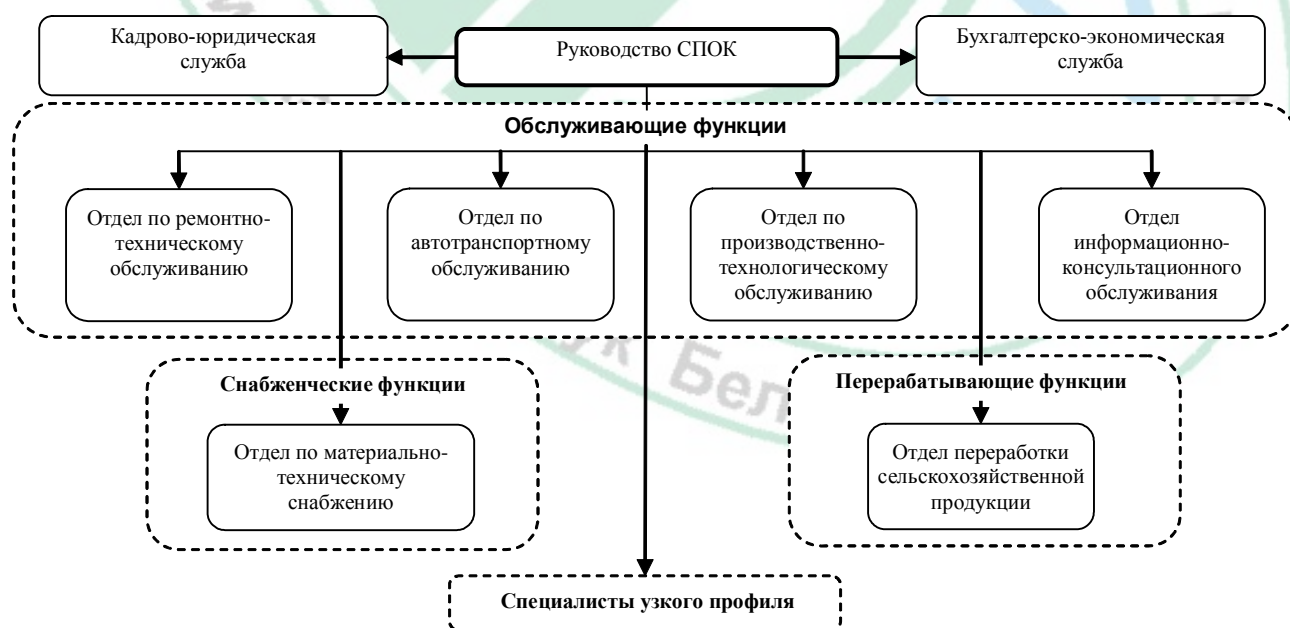 Кадрово-юридическая
служба
Руководство СПОК
Бухгалтерско-экономическая
служба
Обслуживающие функции
Отдел по ремонтно-
техническому
обслуживанию
Отдел по
автотранспортному
обслуживанию
Отдел по
производственно-
технологическому
обслуживанию
Отдел
информационно-
консультационного
обслуживания
Снабженческие функции
Отдел по материально-
техническому
снабжению
Перерабатывающие функции
Отдел переработки
сельскохозяйственной
продукции
Специалисты узкого профиля